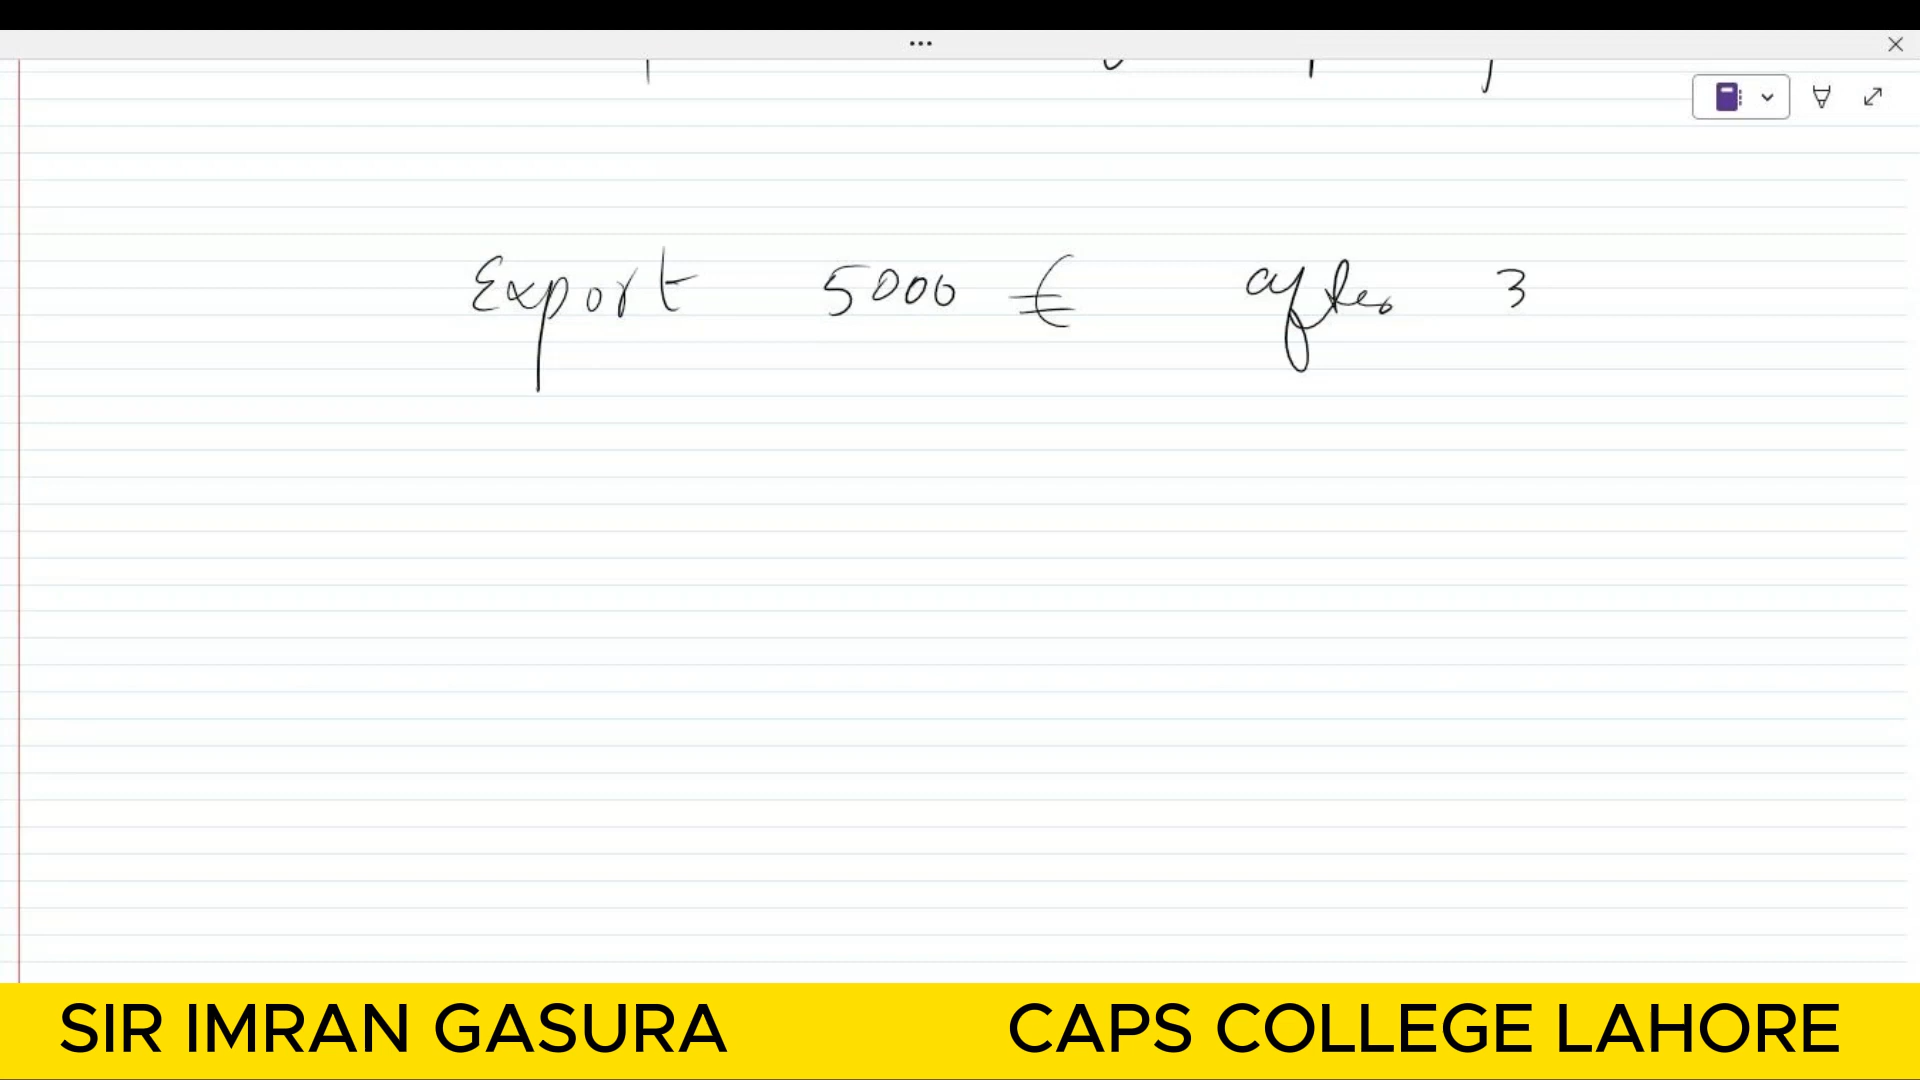 Export 5000 € after 3
SIR IMRAN GASURA CAPS COLLEGE LAHORE